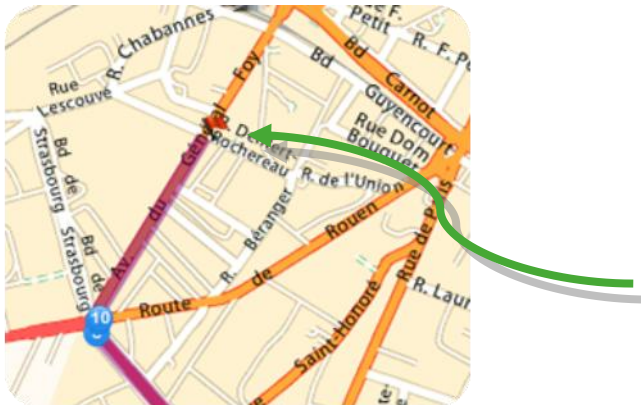 R. Chabannes
Petit
R. F.
Bd
Bd
Carnot
Foy
Guyencourt
Rue
Lescouvé
Rue Dom
Bouquet
R. Denfert
Rochereau
Général
Bd de Strasbourg
R. de l'Union
du
Béranger
R.
Rouen
Rue de Paris
Bd de
Strasbourg
Av.
de
10
Route
R. Laur
Saint-Honoré